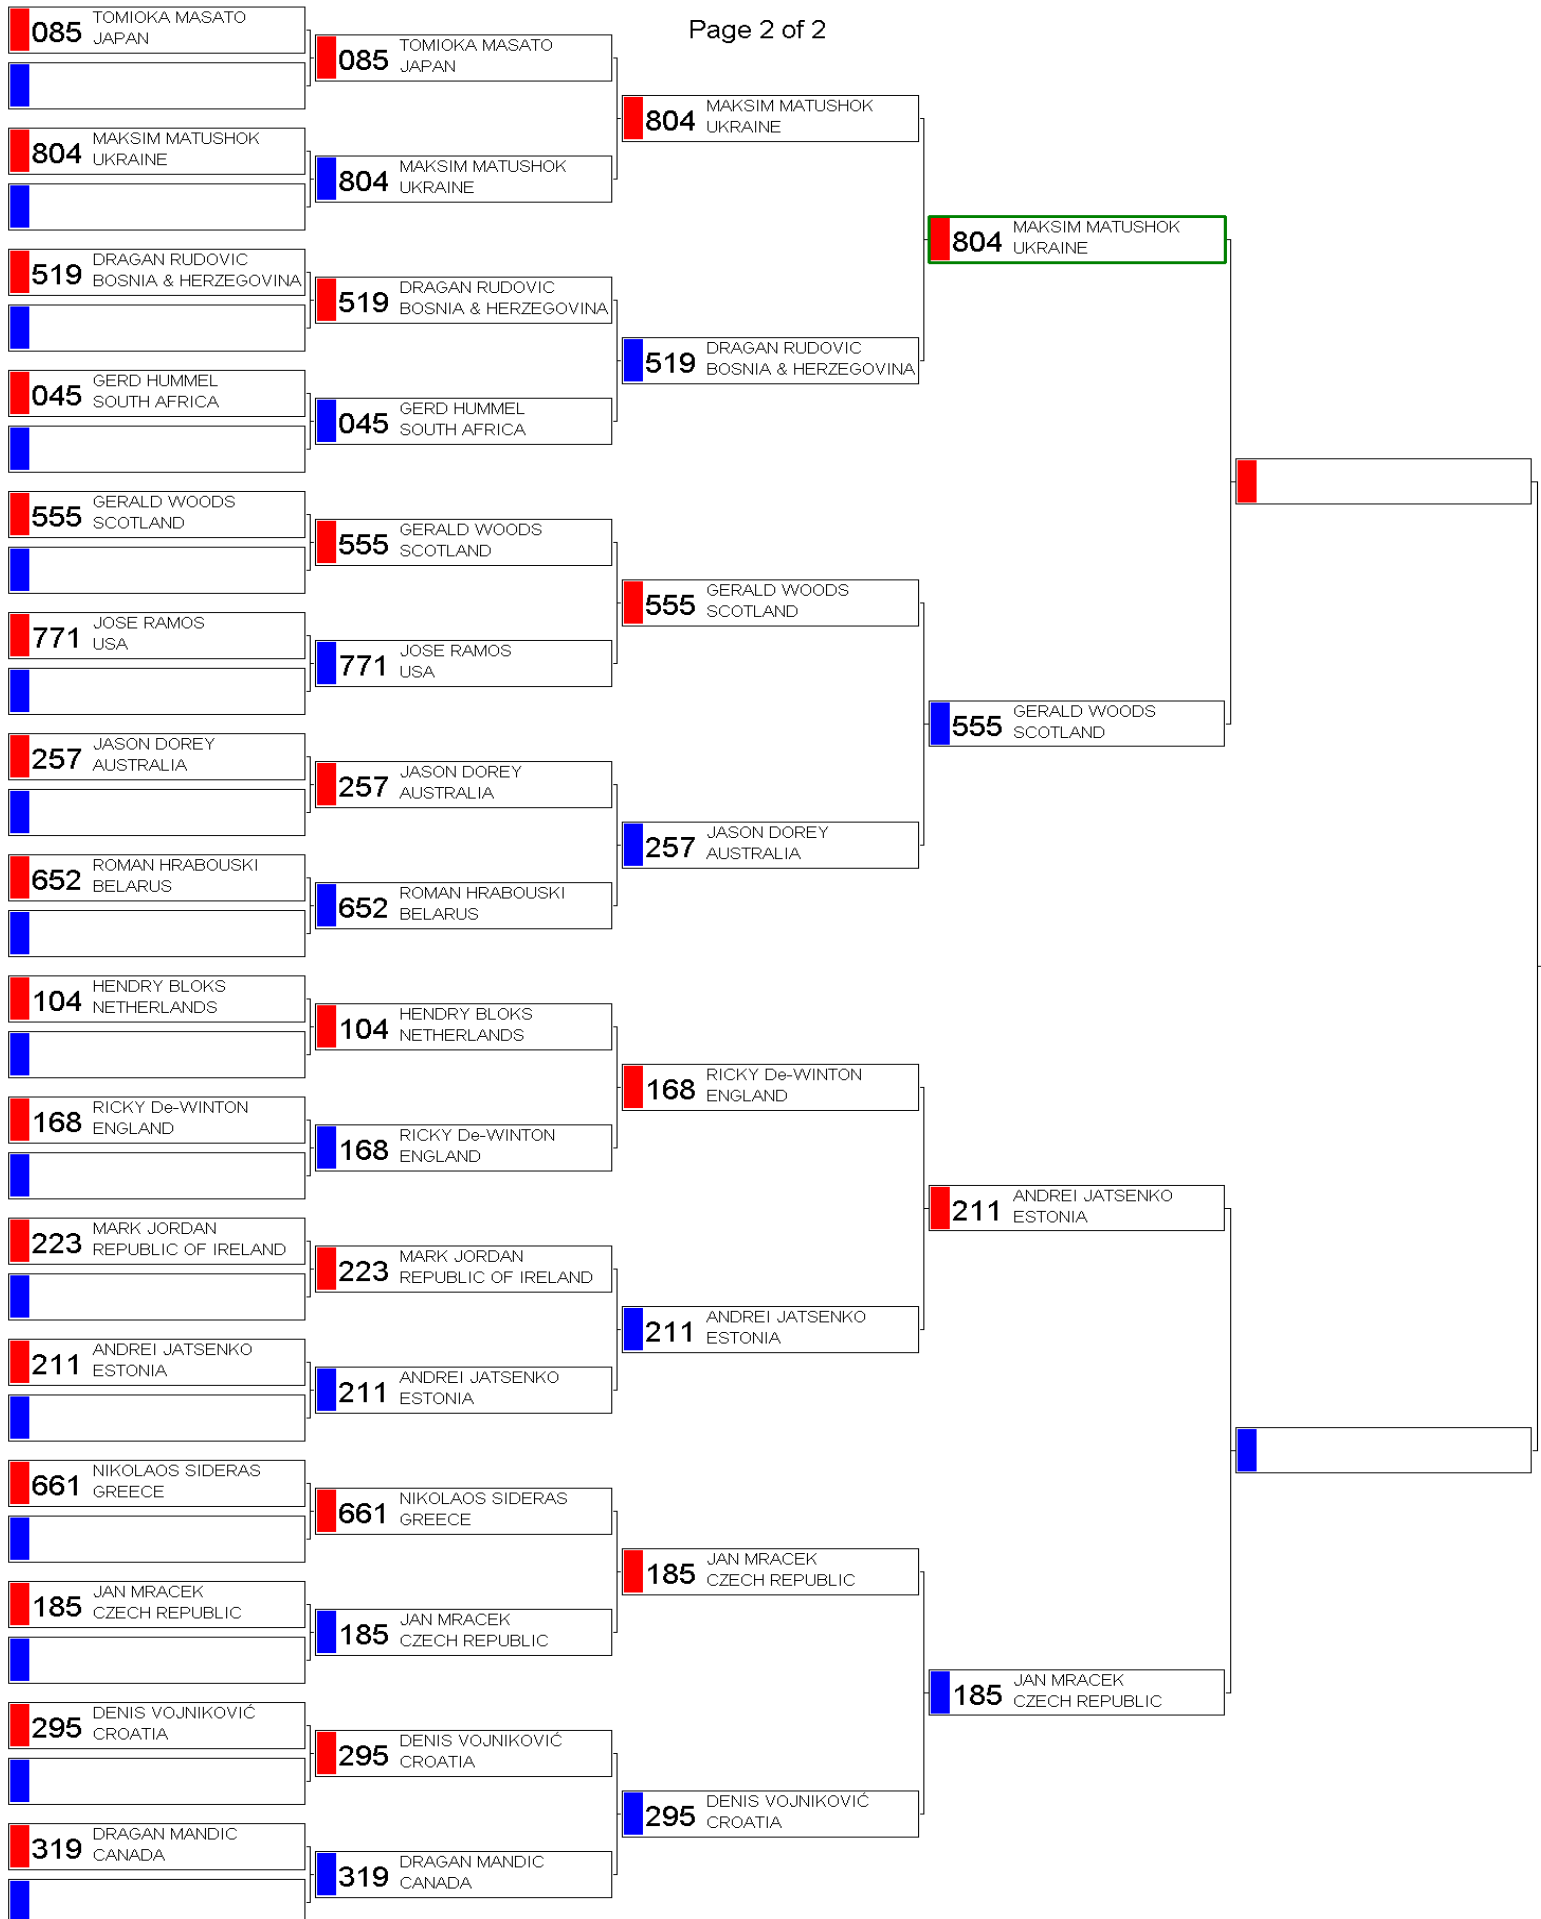 Page 2 of 2
085 TOMIOKA MASATO
JAPAN
804 MAKSIM MATUSHOK
UKRAINE
519 DRAGAN RUDOVIC
BOSNIA & HERZEGOVINA
045 GERD HUMMEL
SOUTH AFRICA
555 GERALD WOODS
SCOTLAND
771 JOSE RAMOS
USA
257 JASON DOREY
AUSTRALIA
652 ROMAN HRABOUSKI
BELARUS
104 HENDRY BLOKS
NETHERLANDS
168 RICKY De-WINTON
ENGLAND
223 MARK JORDAN
REPUBLIC OF IRELAND
211 ANDREI JATSENKO
ESTONIA
661 NIKOLAOS SIDERAS
GREECE
185 JAN MRACEK
CZECH REPUBLIC
295 DENIS VOJNIKOVIĆ
CROATIA
319 DRAGAN MANDIC
CANADA
085 TOMIOKA MASATO
JAPAN
804 MAKSIM MATUSHOK
UKRAINE
519 DRAGAN RUDOVIC
BOSNIA & HERZEGOVINA
045 GERD HUMMEL
SOUTH AFRICA
555 GERALD WOODS
SCOTLAND
771 JOSE RAMOS
USA
257 JASON DOREY
AUSTRALIA
652 ROMAN HRABOUSKI
BELARUS
104 HENDRY BLOKS
NETHERLANDS
168 RICKY De-WINTON
ENGLAND
223 MARK JORDAN
REPUBLIC OF IRELAND
211 ANDREI JATSENKO
ESTONIA
661 NIKOLAOS SIDERAS
GREECE
185 JAN MRACEK
CZECH REPUBLIC
295 DENIS VOJNIKOVIĆ
CROATIA
319 DRAGAN MANDIC
CANADA
804 MAKSIM MATUSHOK
UKRAINE
519 DRAGAN RUDOVIC
BOSNIA & HERZEGOVINA
555 GERALD WOODS
SCOTLAND
257 JASON DOREY
AUSTRALIA
168 RICKY De-WINTON
ENGLAND
211 ANDREI JATSENKO
ESTONIA
185 JAN MRACEK
CZECH REPUBLIC
295 DENIS VOJNIKOVIĆ
CROATIA
804 MAKSIM MATUSHOK
UKRAINE
555 GERALD WOODS
SCOTLAND
211 ANDREI JATSENKO
ESTONIA
185 JAN MRACEK
CZECH REPUBLIC